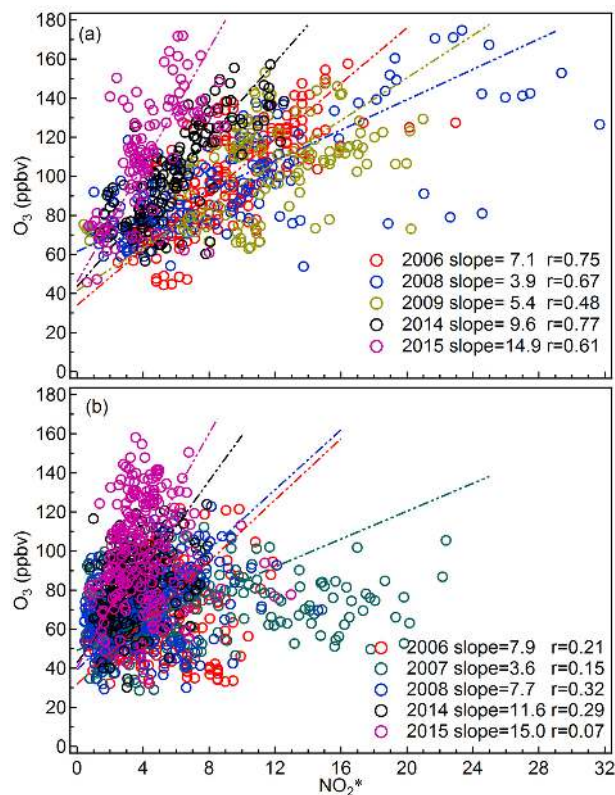 (a)
180
160
140
120
100
80
60
40
20
0
O3 (ppbv)
2006 slope= 7.1 r=0.75
2008 slope= 3.9 r=0.67
2009 slope= 5.4 r=0.48
2014 slope= 9.6 r=0.77
2015 slope=14.9 r=0.61
(b)
180
160
140
120
100
80
60
40
20
0
O3 (ppbv)
2006 slope=7.9 r=0.21
2007 slope=3.6 r=0.15
2008 slope=7.7 r=0.32
2014 slope=11.6 r=0.29
2015 slope=15.0 r=0.07
0 4 8 12 16 20 24 28 32
NO2*